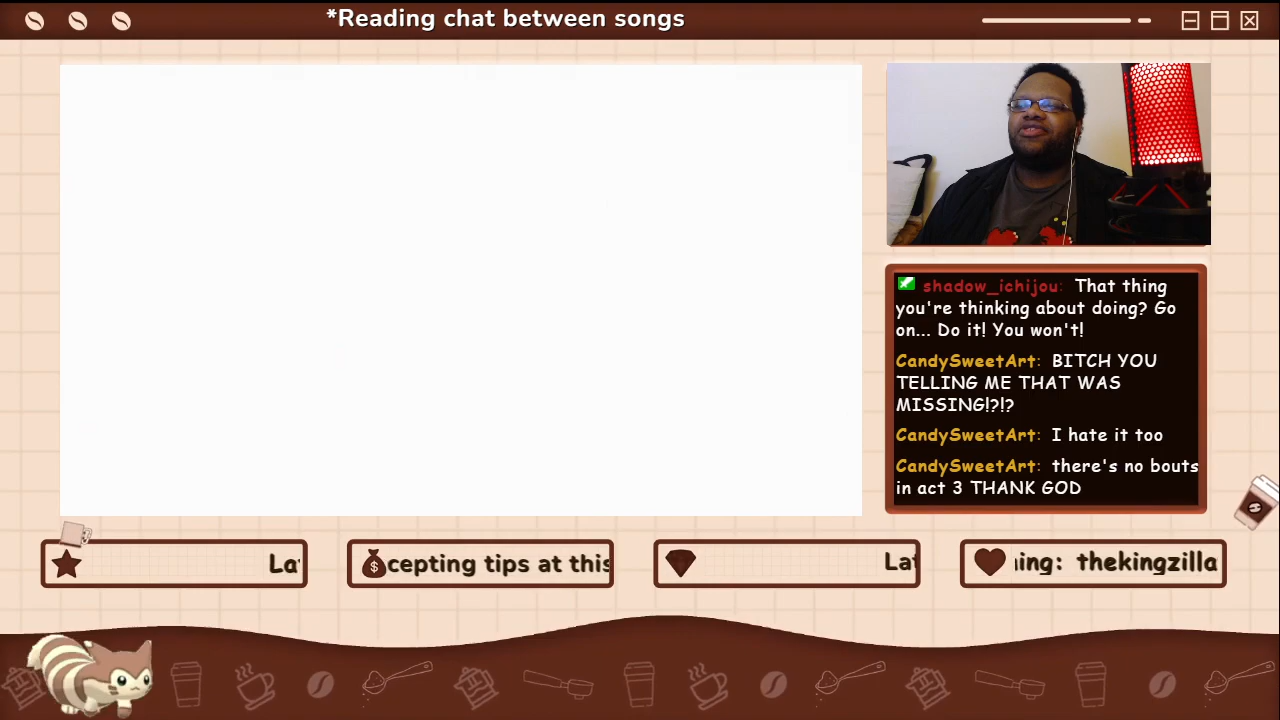 *Reading chat between songs
shadow_ichijou: That thing
you're thinking about doing? Go
on... Do it! You won't!
CandySweetArt: BITCH YOU
TELLING ME THAT WAS
MISSING!?!?
CandySweetArt: I hate it too
CandySweetArt: there's no bouts
in act 3 THANK GOD
La
cepting tips at this
Lat
ing: thekingzilla